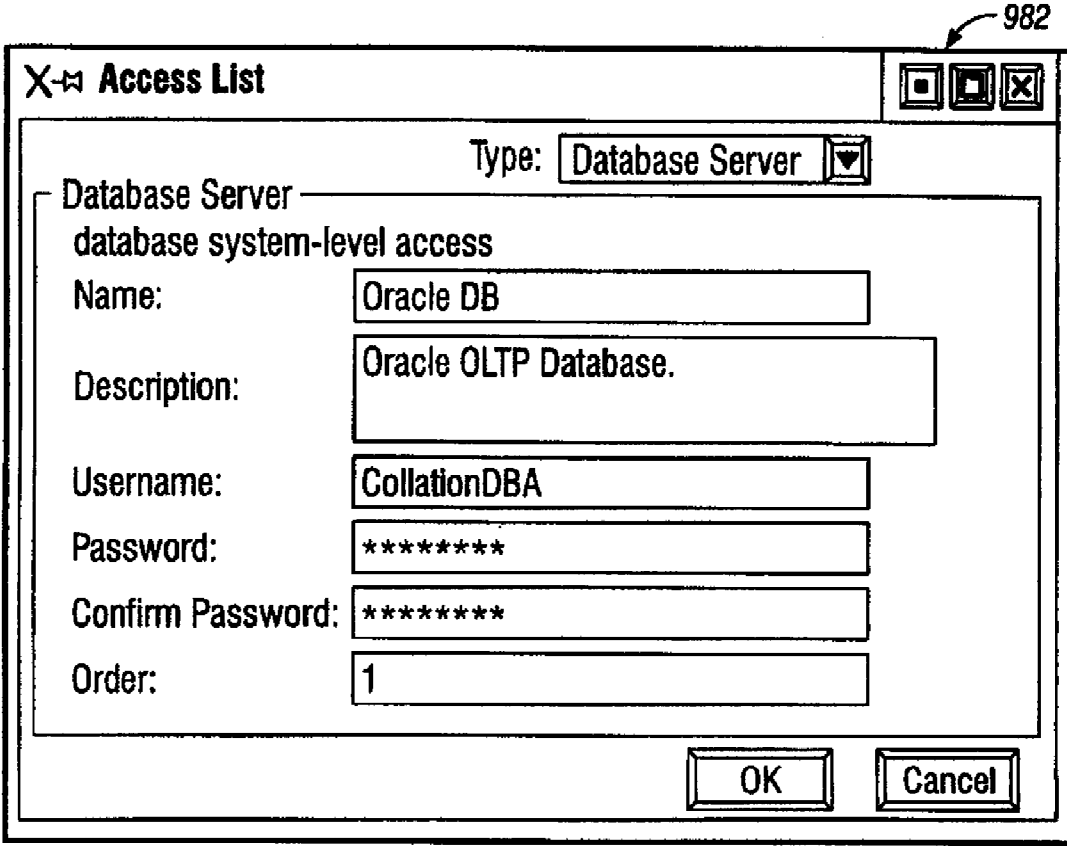 982
Access List
Type: Database Server
Database Server
database system-level access
Name: Oracle DB
Description: Oracle OLTP Database.
Username: CollationDBA
Password: ********
Confirm Password: ********
Order: 1
OK Cancel